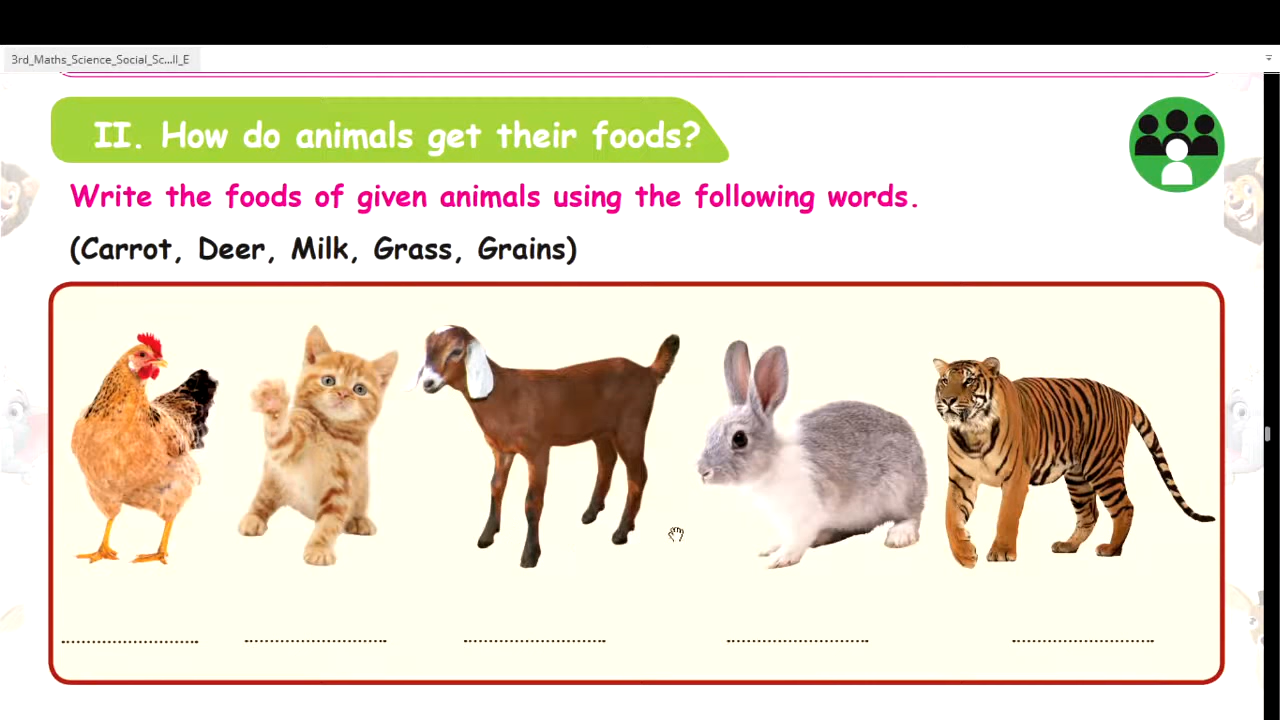 3rd_Maths_Science_Social_Sc...II_E
II. How do animals get their foods?
Write the foods of given animals using the following words.
(Carrot, Deer, Milk, Grass, Grains)